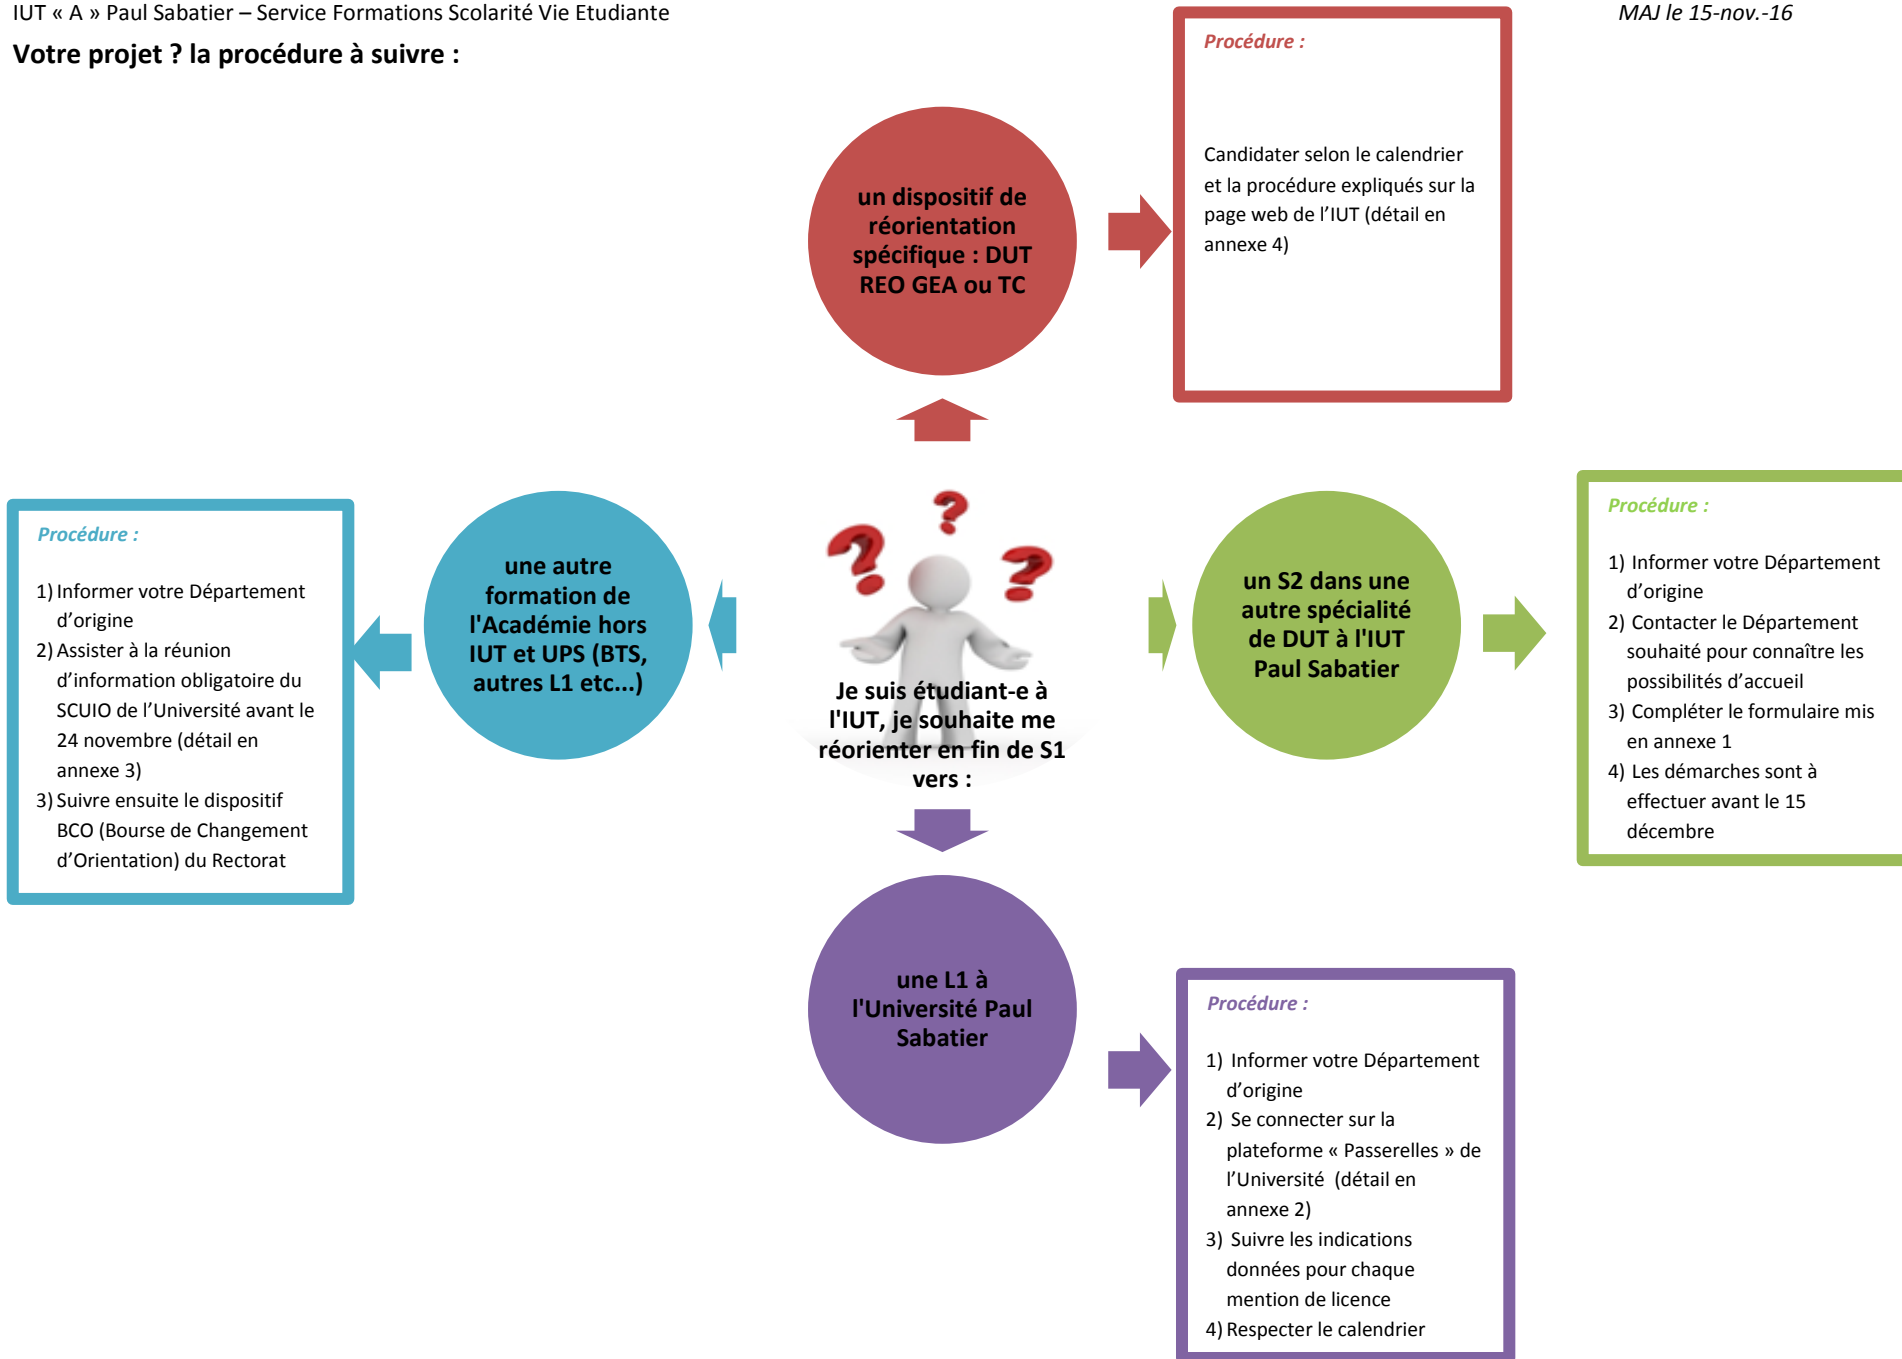 IUT « A » Paul Sabatier – Service Formations Scolarité Vie Etudiante
MAJ le 15-nov.-16
Votre projet ? la procédure à suivre :
un dispositif de
réorientation
spécifique : DUT
REO GEA ou TC
Procédure :
Candidater selon le calendrier
et la procédure expliqués sur la
page web de l’IUT (détail en
annexe 4)
Procédure :
1) Informer votre Département
d’origine
2) Assister à la réunion
d’information obligatoire du
SCUIO de l’Université avant le
24 novembre (détail en
annexe 3)
3) Suivre ensuite le dispositif
BCO (Bourse de Changement
d’Orientation) du Rectorat
une autre
formation de
l'Académie hors
IUT et UPS (BTS,
autres L1 etc...)
Je suis étudiant-e à
l'IUT, je souhaite me
réorienter en fin de S1
vers :
un S2 dans une
autre spécialité
de DUT à l'IUT
Paul Sabatier
Procédure :
1) Informer votre Département
d’origine
2) Contacter le Département
souhaité pour connaître les
possibilités d’accueil
3) Compléter le formulaire mis
en annexe 1
4) Les démarches sont à
effectuer avant le 15
décembre
une L1 à
l'Université Paul
Sabatier
Procédure :
1) Informer votre Département
d’origine
2) Se connecter sur la
plateforme « Passerelles » de
l’Université (détail en
annexe 2)
3) Suivre les indications
données pour chaque
mention de licence
4) Respecter le calendrier